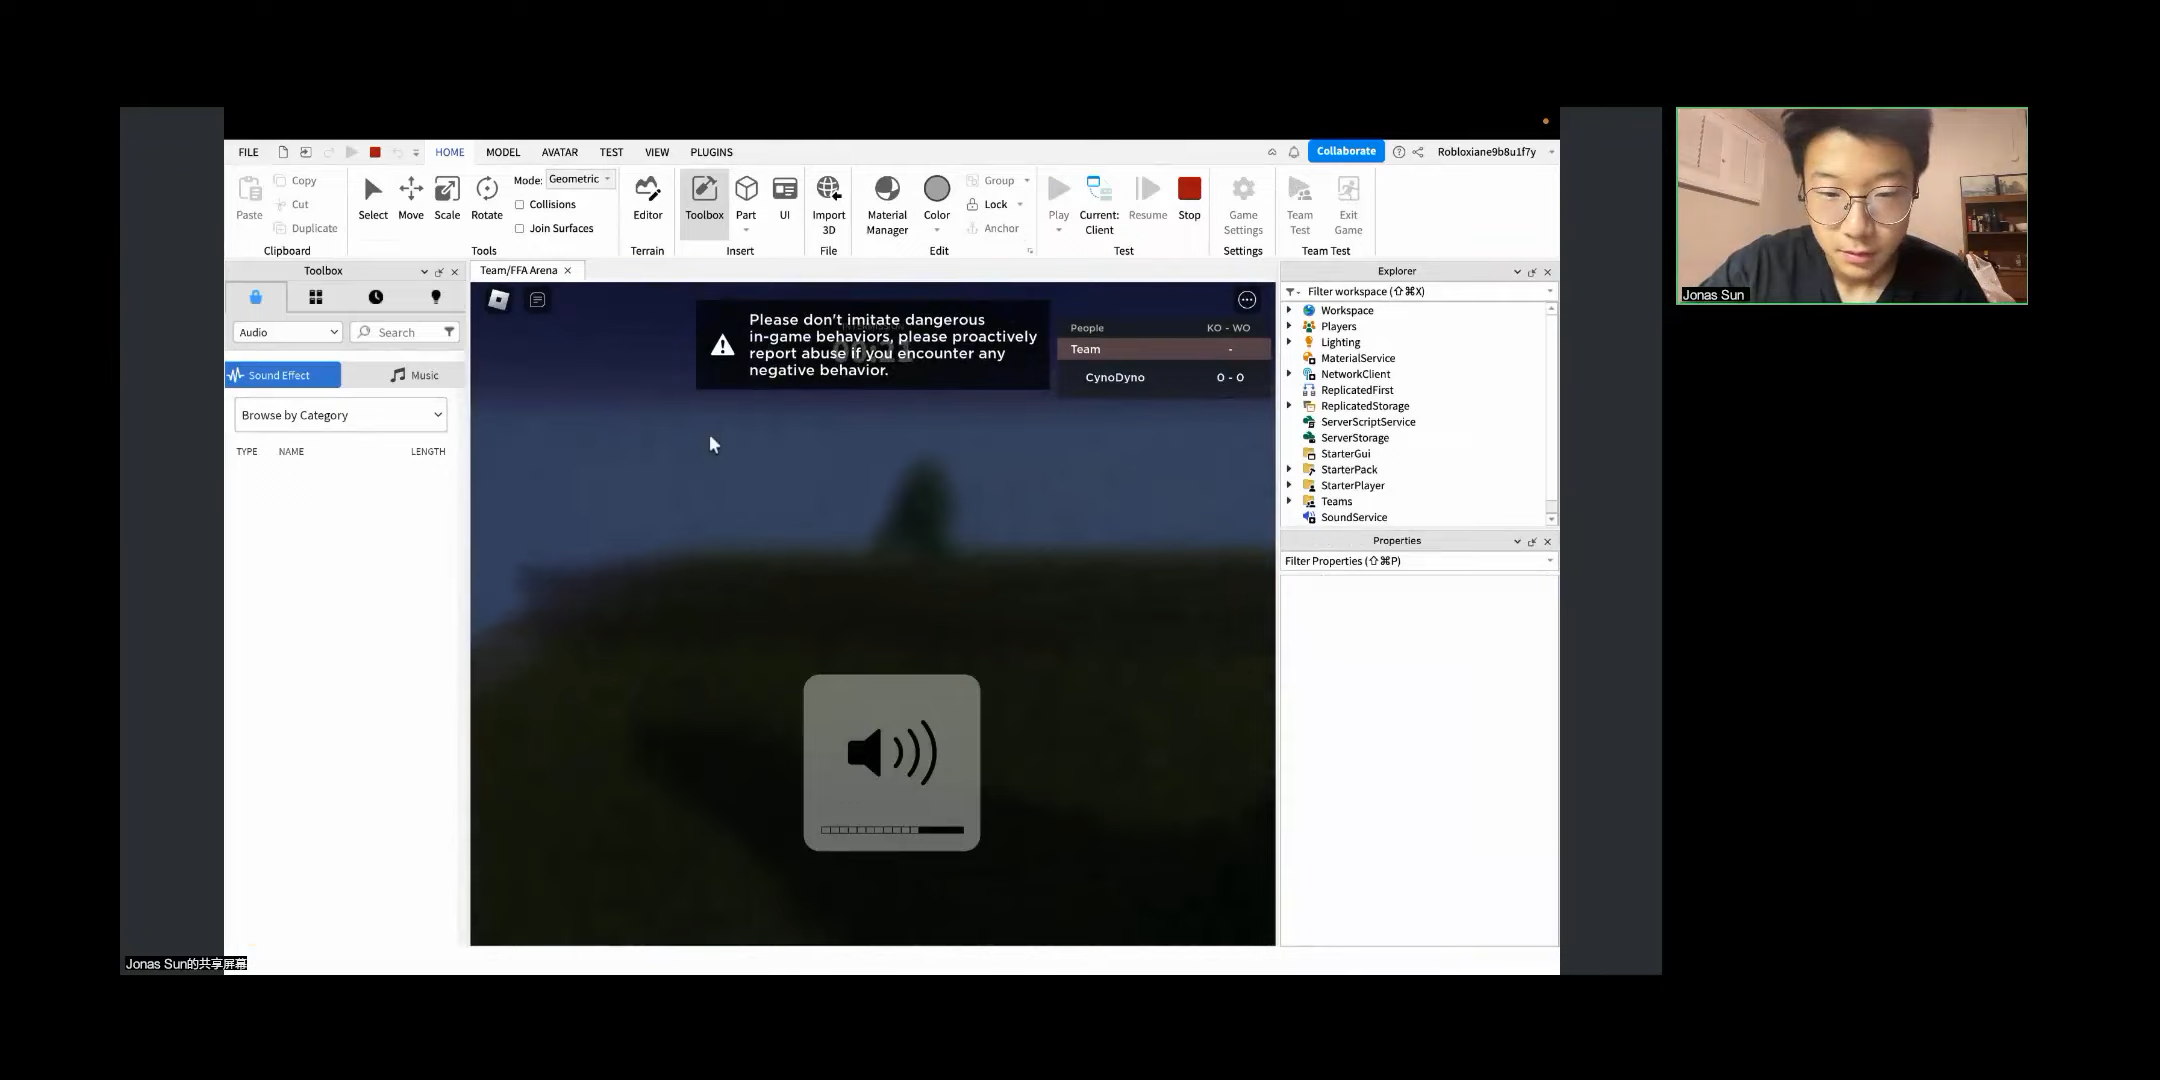 FILE
HOME
MODEL
AVATAR
TEST
VIEW
PLUGINS
Collaborate
Robloxiane9b8u1f7y
Paste
Copy
Cut
Duplicate
Clipboard
Select
Move
Scale
Rotate
Mode:
Geometric
Collisions
Join Surfaces
Tools
Editor
Terrain
Toolbox
Part
UI
Insert
Import
3D
File
Material
Manager
Color
Group
Lock
Anchor
Edit
Play
Current:
Client
Resume
Stop
Test
Game
Settings
Settings
Team
Test
Exit
Game
Team Test
Toolbox
Audio
Search
Sound Effect
Music
Browse by Category
TYPE
NAME
LENGTH
Team/FFA Arena
Please don't imitate dangerous
in-game behaviors, please proactively
report abuse if you encounter any
negative behavior.
People
KO - WO
Team
-
CynoDyno
0 - 0
Explorer
Filter workspace (⇧⌘X)
Workspace
Players
Lighting
MaterialService
NetworkClient
ReplicatedFirst
ReplicatedStorage
ServerScriptService
ServerStorage
StarterGui
StarterPack
StarterPlayer
Teams
SoundService
Properties
Filter Properties (⇧⌘P)
Jonas Sun
Jonas Sun的共享屏幕